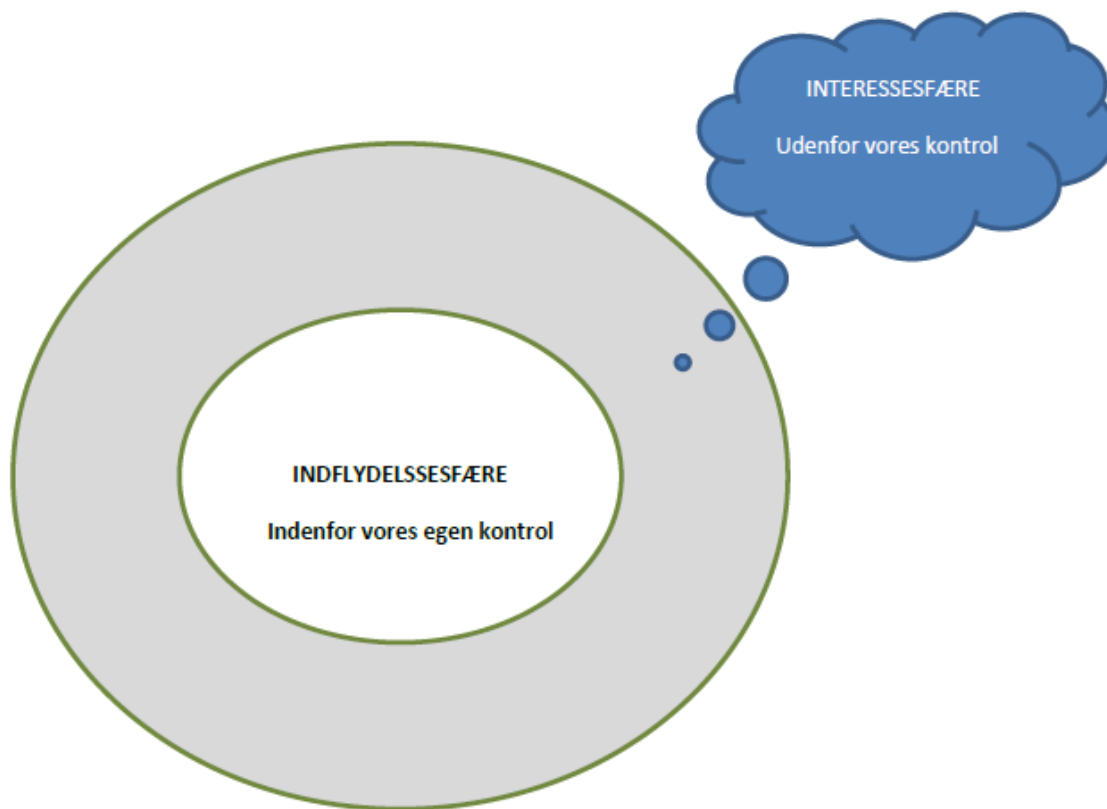 INTERESSESFÆRE
Udenfor vores kontrol
INDFLYDELSSESFÆRE
Indenfor vores egen kontrol